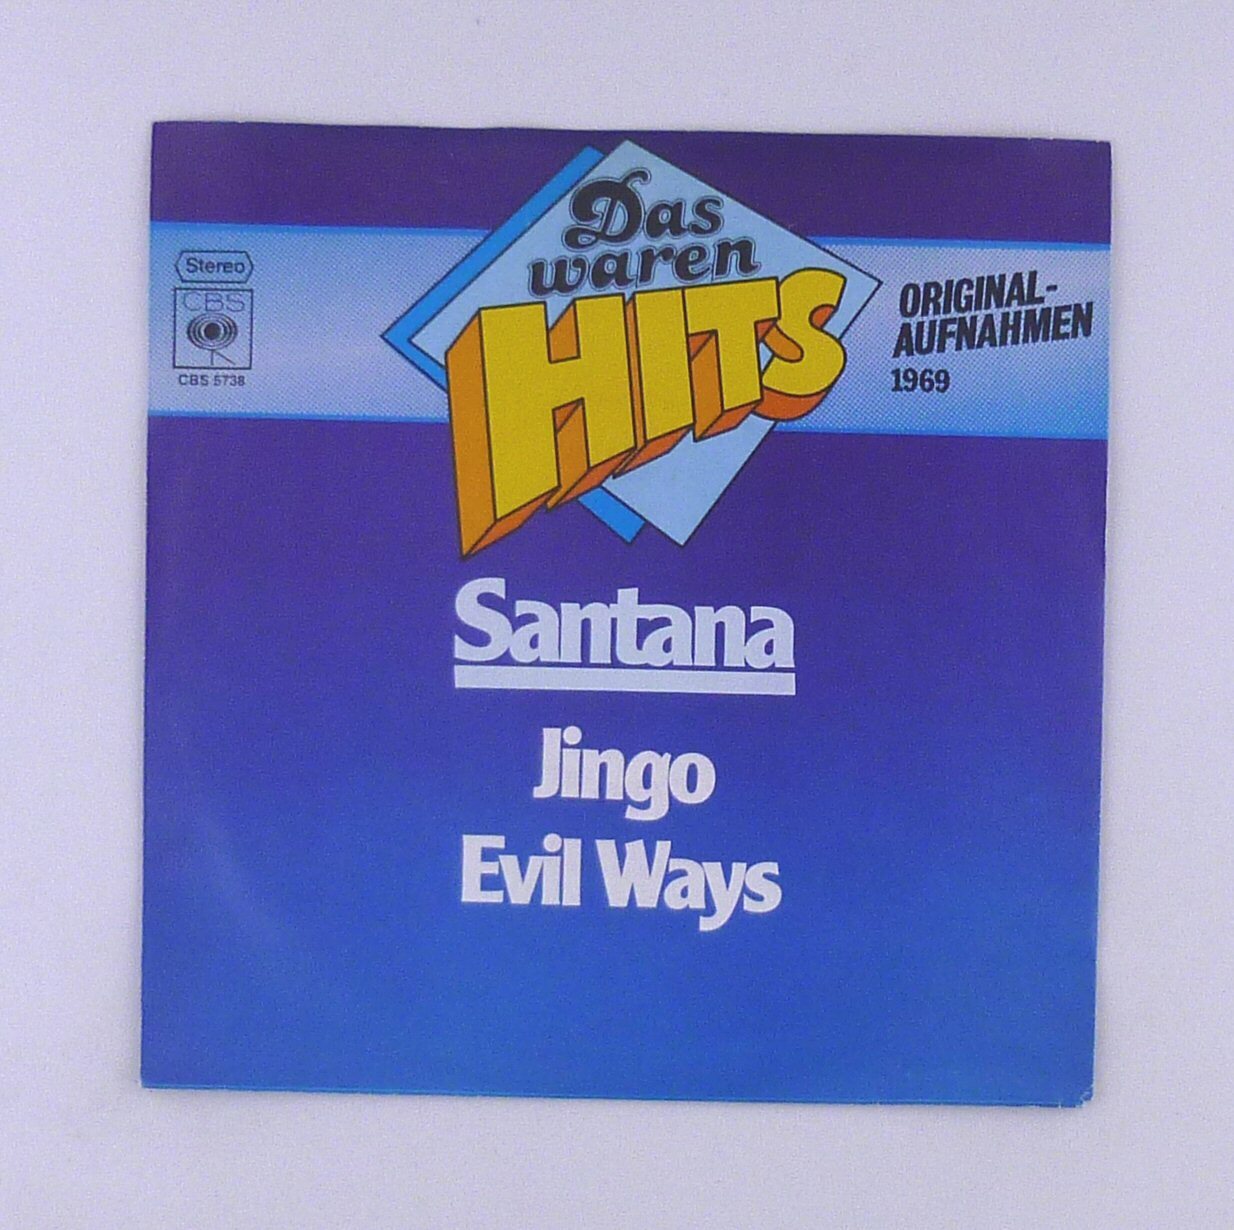 Das
waren
HITS
Stereo
CBS
CBS 5738
ORIGINAL-
AUFNAHMEN
1969
Santana
Jingo
Evil Ways